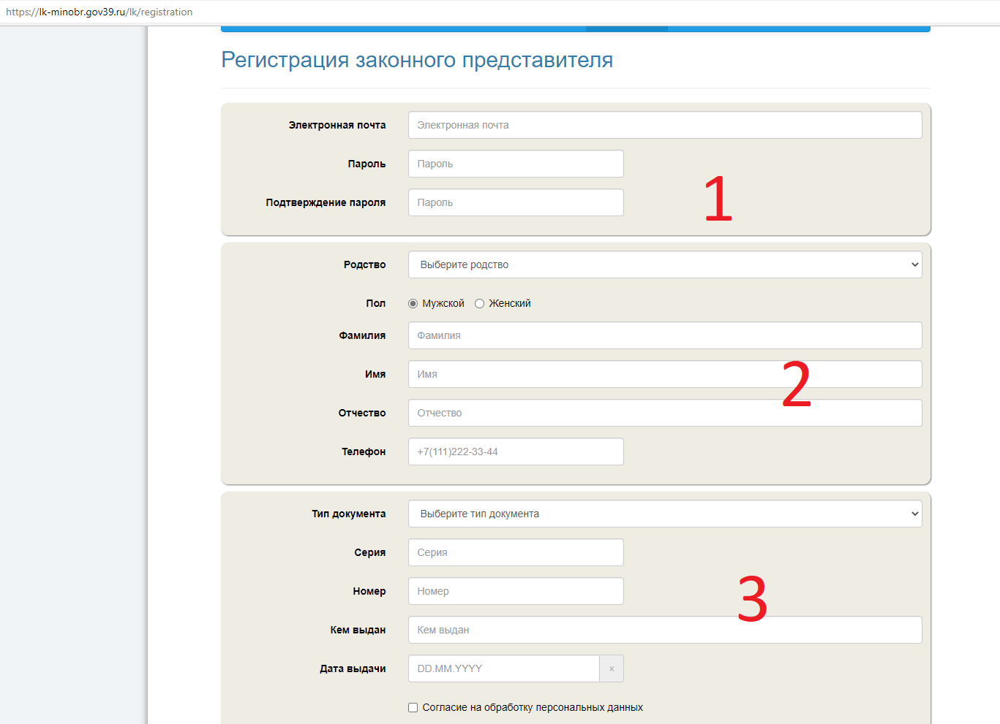 https://lk-minobr.gov39.ru/lk/registration
Регистрация законного представителя
Электронная почта Электронная почта
Пароль Пароль
1
Подтверждение пароля Пароль
Родство Выберите родство
Пол Мужской Женский
Фамилия Фамилия
Имя Имя
2
Отчество Отчество
Телефон +7(111)222-33-44
Тип документа Выберите тип документа
Серия Серия
Номер Номер
3
Кем выдан Кем выдан
Дата выдачи DD.MM.YYYY ×
Согласие на обработку персональных данных